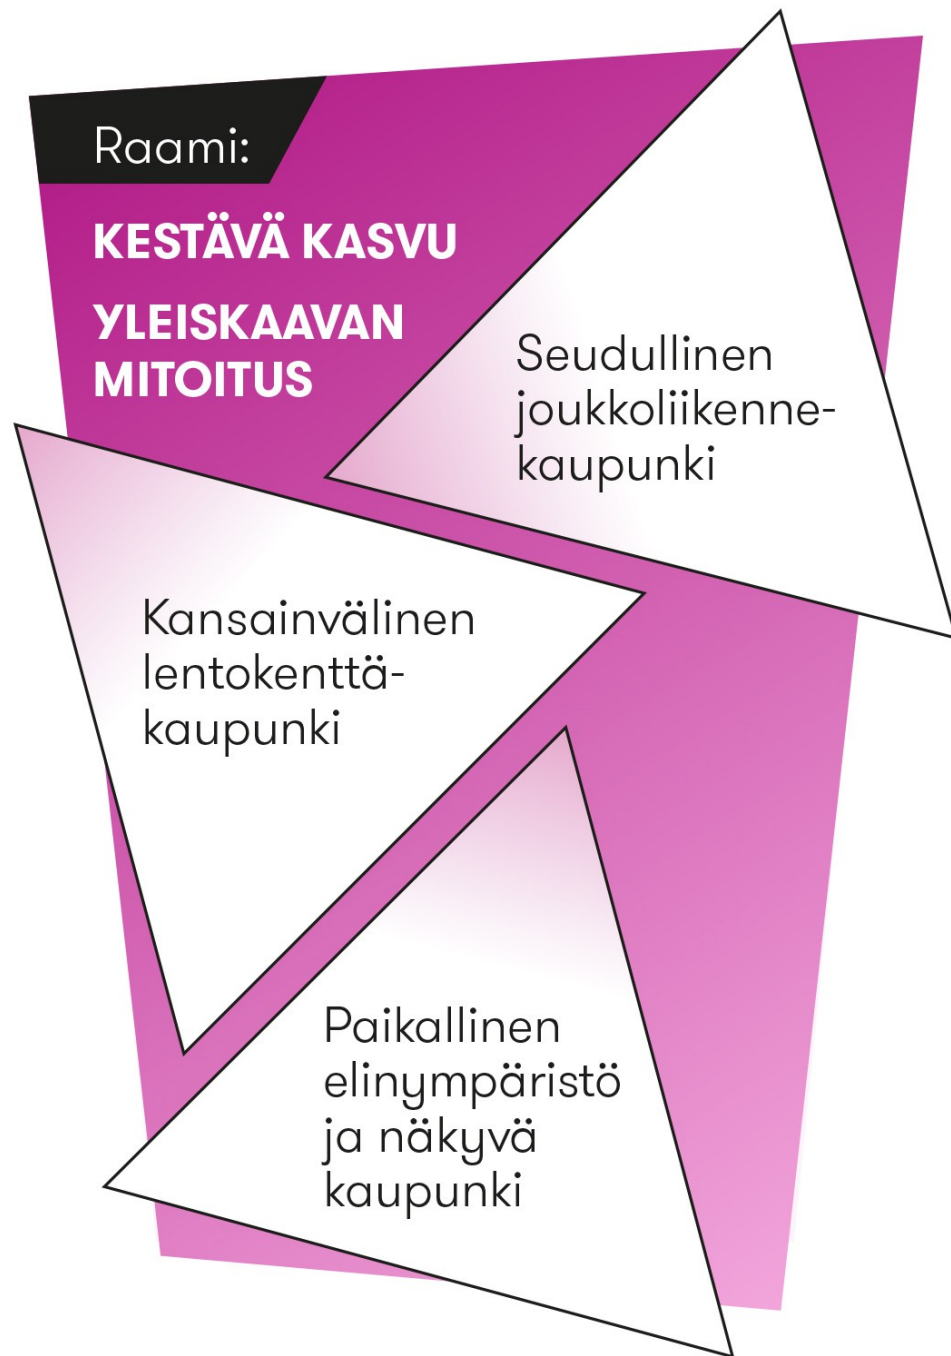 Raami:
KESTÄVÄ KASVU
YLEISKAAVAN
MITOITUS
Seudullinen
joukkoliikenne-
kaupunki
Kansainvälinen
lentokenttä-
kaupunki
Paikallinen
elinympäristö
ja näkyvä
kaupunki